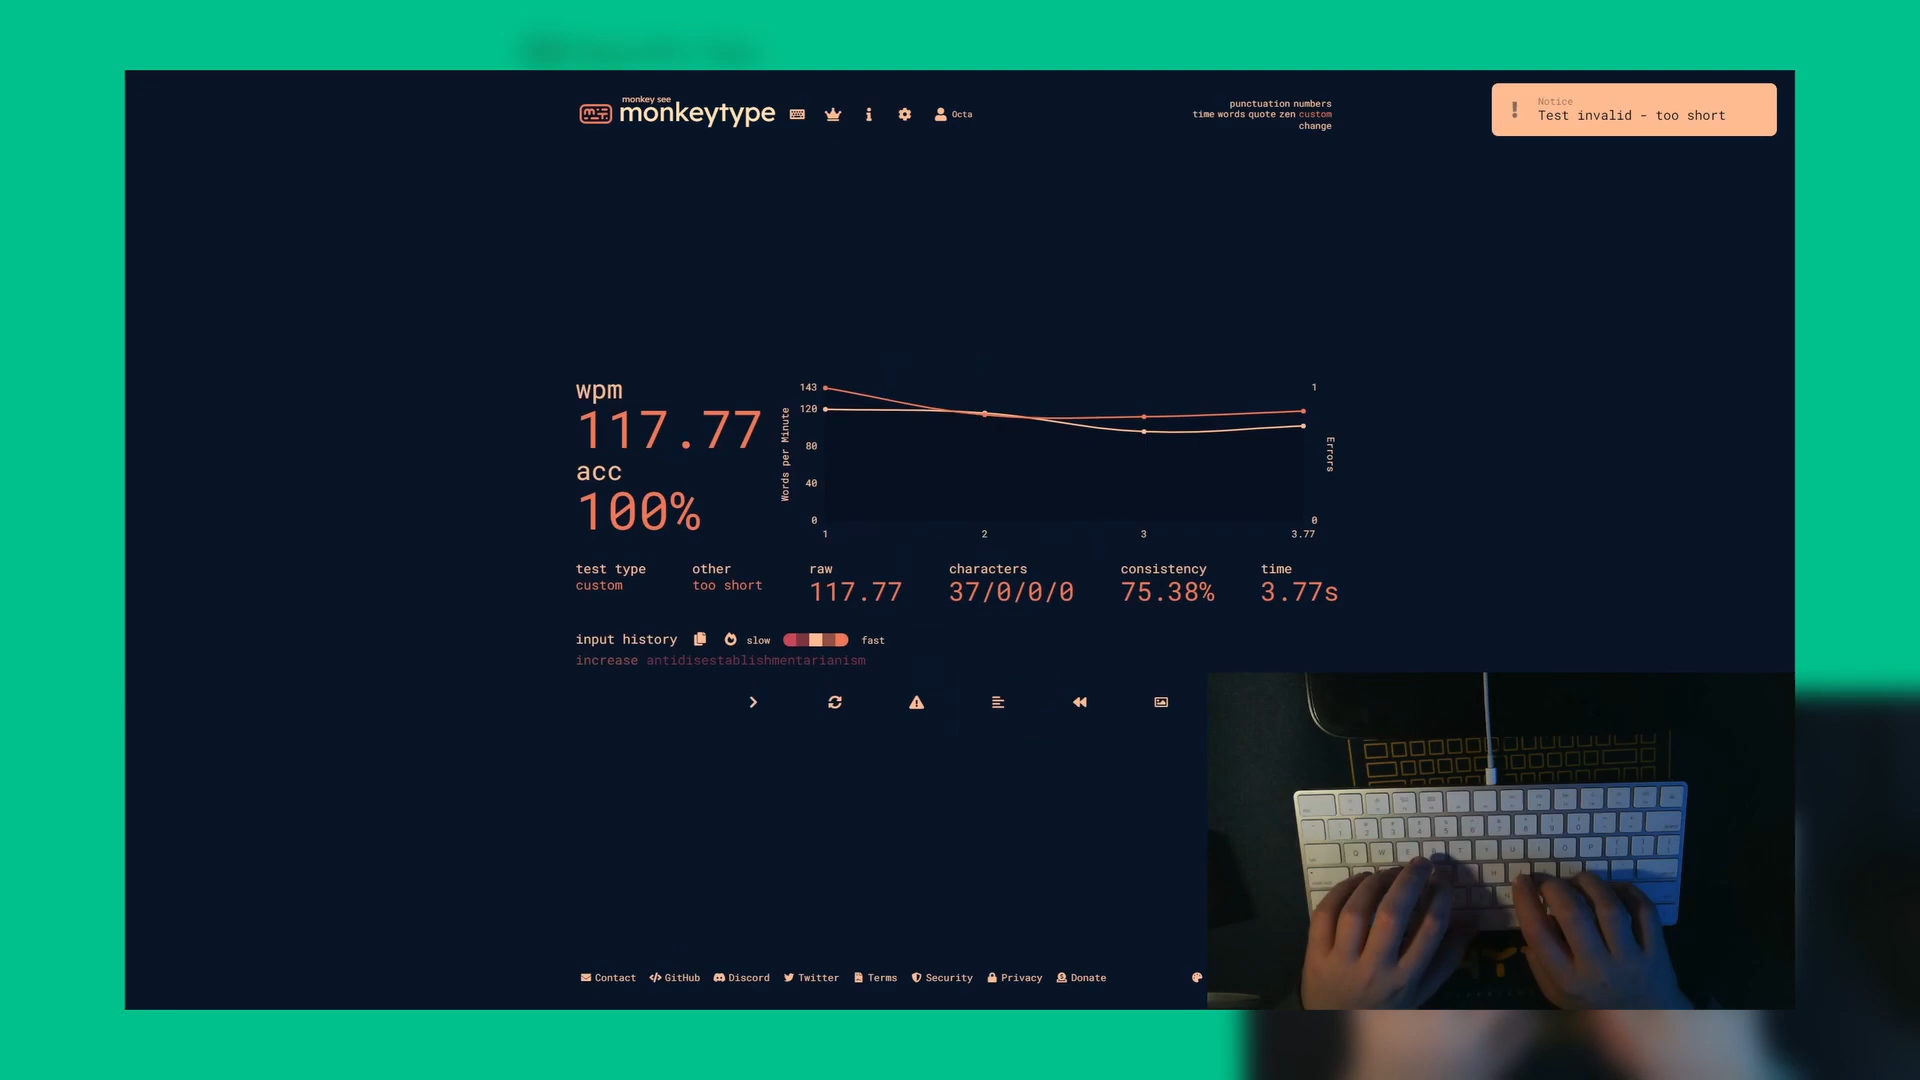 monkey see
monkeytype
Octa
punctuation numbers
time words quote zen custom
change
Notice
Test invalid - too short
wpm
117.77
acc
100%
Words per Minute
143
120
80
40
0
1
2
3
3.77
1
0
Errors
test type
custom
other
too short
raw
117.77
characters
37/0/0/0
consistency
75.38%
time
3.77s
input history
slow
fast
increase antidisestablishmentarianism
Contact
GitHub
Discord
Twitter
Terms
Security
Privacy
Donate